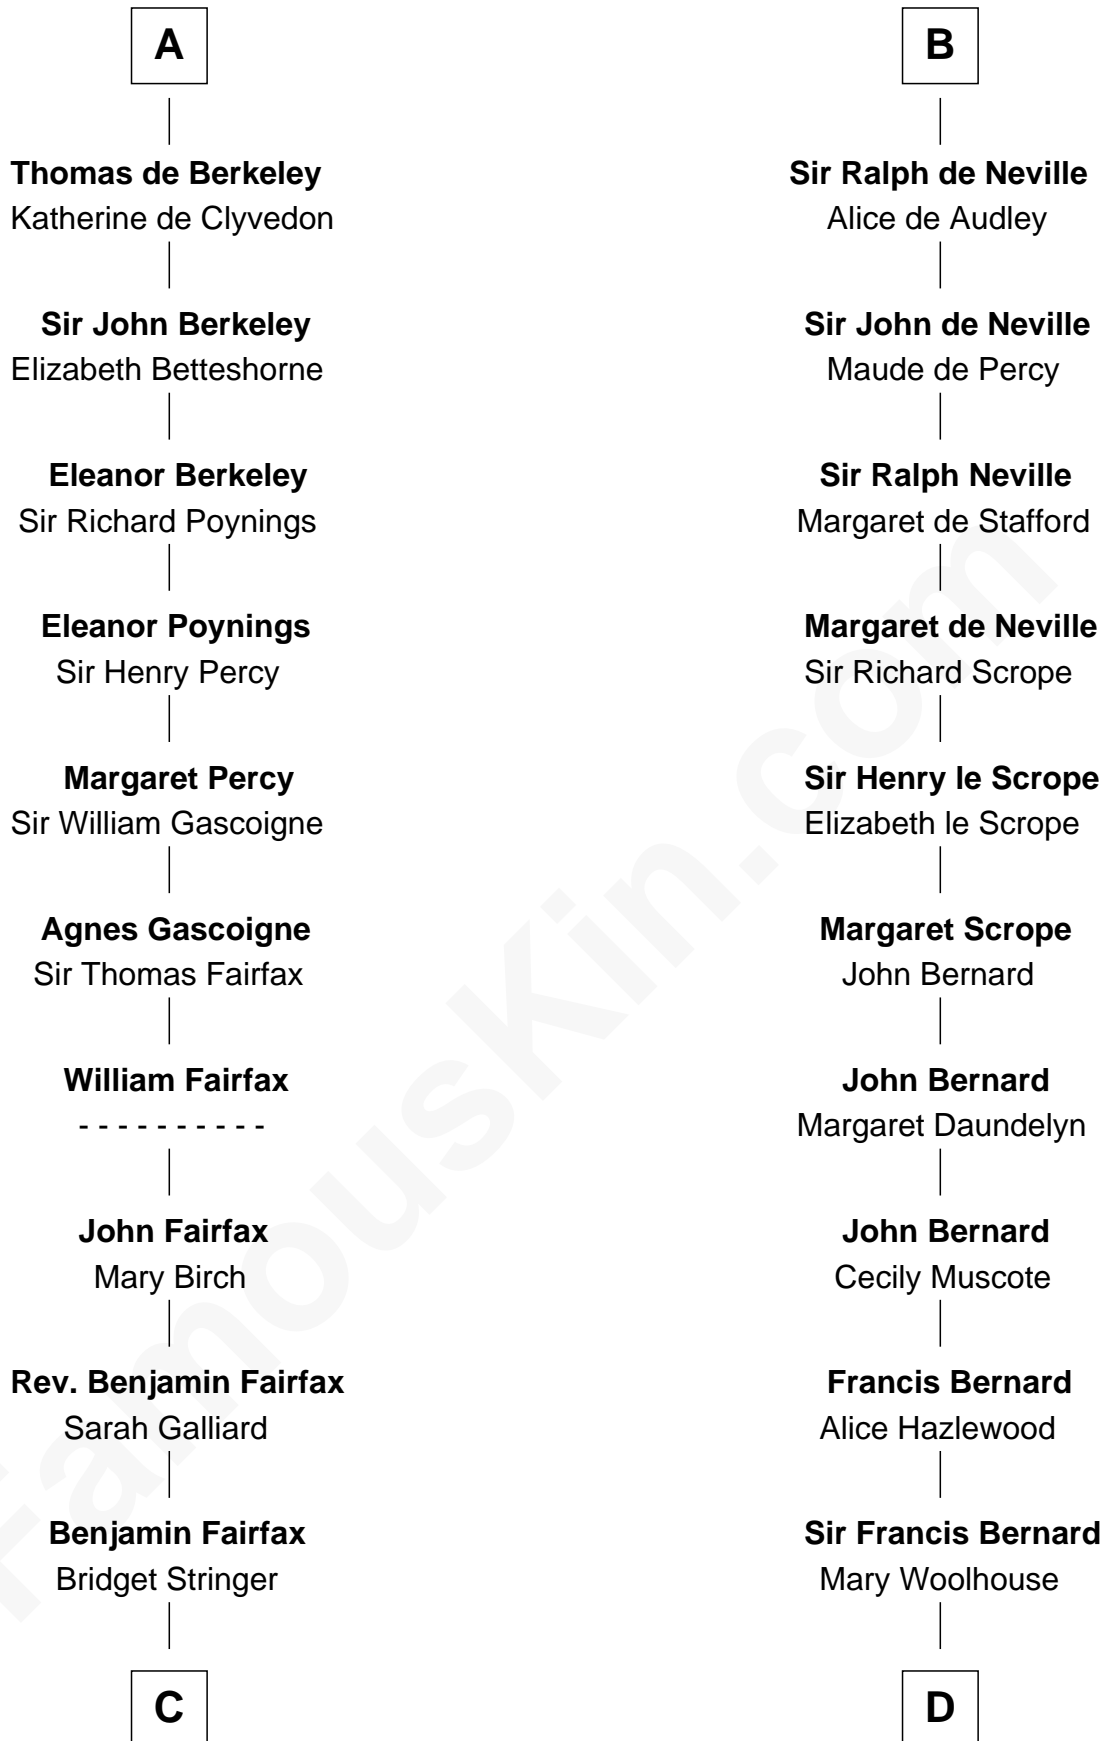 A
Thomas de Berkeley
Katherine de Clyvedon
Sir John Berkeley
Elizabeth Betteshorne
Eleanor Berkeley
Sir Richard Poynings
Eleanor Poynings
Sir Henry Percy
Margaret Percy
Sir William Gascoigne
Agnes Gascoigne
Sir Thomas Fairfax
William Fairfax
- - - - - - - - - -
John Fairfax
Mary Birch
Rev. Benjamin Fairfax
Sarah Galliard
Benjamin Fairfax
Bridget Stringer
C
B
Sir Ralph de Neville
Alice de Audley
Sir John de Neville
Maude de Percy
Sir Ralph Neville
Margaret de Stafford
Margaret de Neville
Sir Richard Scrope
Sir Henry le Scrope
Elizabeth le Scrope
Margaret Scrope
John Bernard
John Bernard
Margaret Daundelyn
John Bernard
Cecily Muscote
Francis Bernard
Alice Hazlewood
Sir Francis Bernard
Mary Woolhouse
D
FamousKin.com